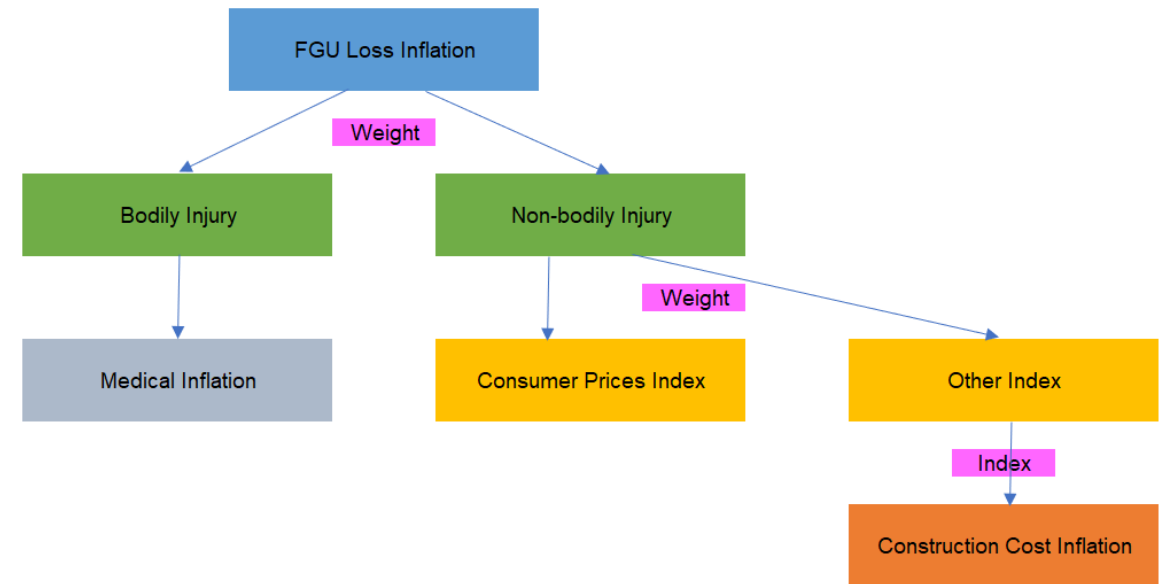 FGU Loss Inflation
Weight
Bodily Injury
Non-bodily Injury
Weight
Medical Inflation
Consumer Prices Index
Other Index
Index
Construction Cost Inflation